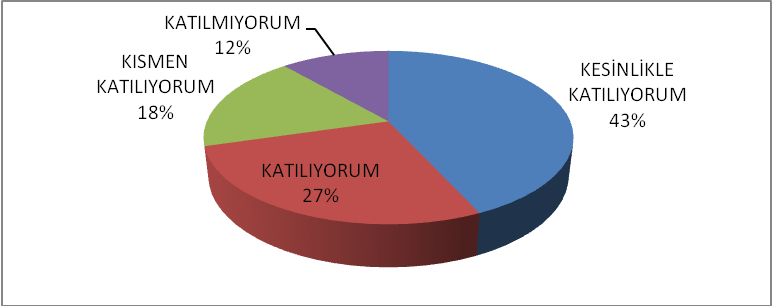 KATILMIYORUM
12%
KISMEN
KATILIYORUM
18%
KESİNLİKLE
KATILIYORUM
43%
KATILIYORUM
27%